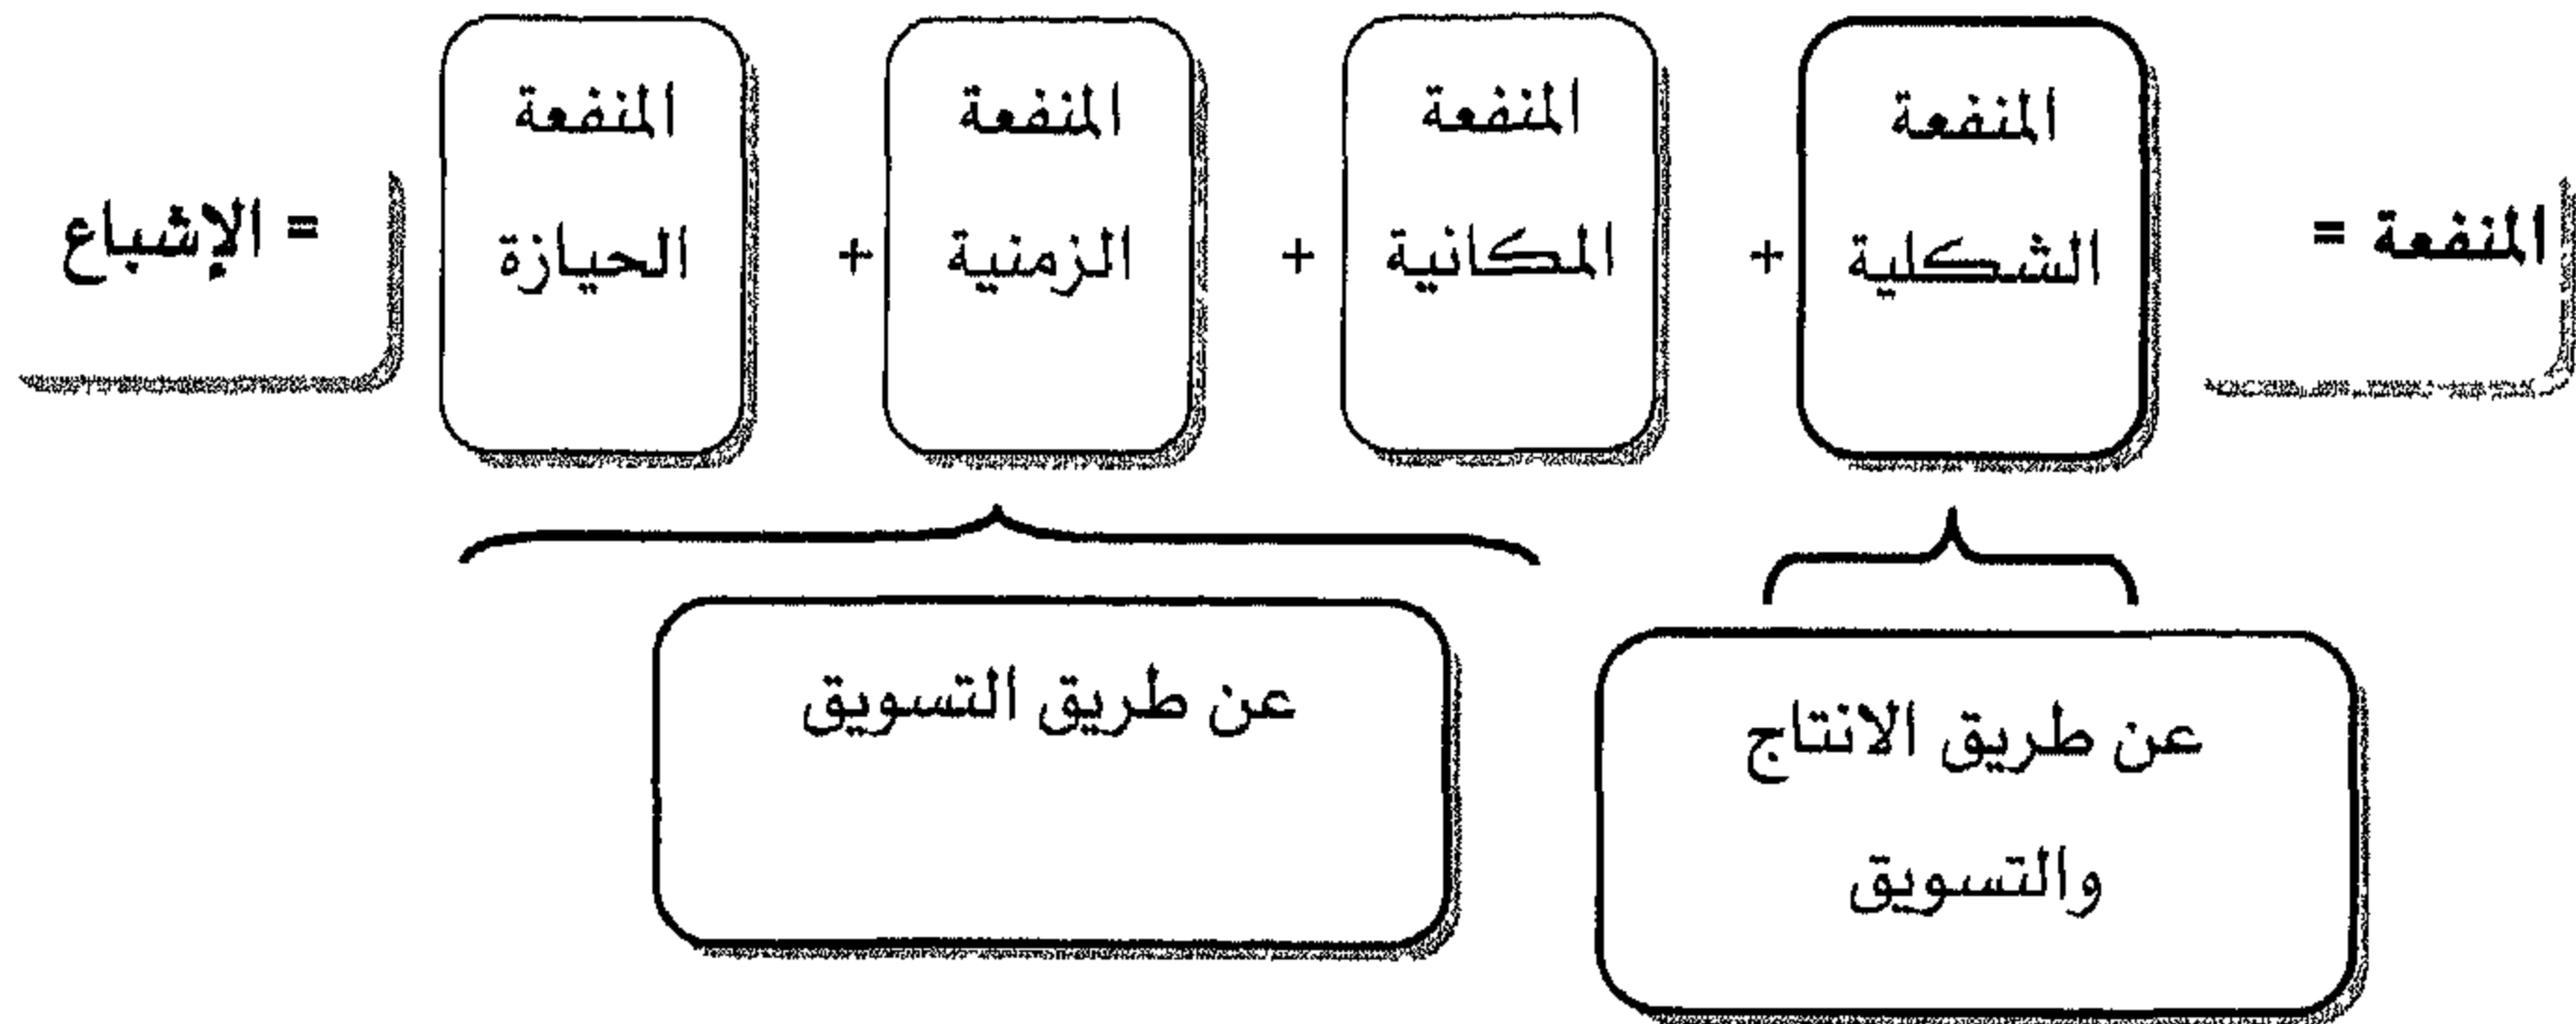 المنفعة =
المنفعة
الشكلية
+
المنفعة
المكانية
+
المنفعة
الزمنية
+
المنفعة
الحيازة
= الإشباع
عن طريق الانتاج
والتسويق
عن طريق التسويق